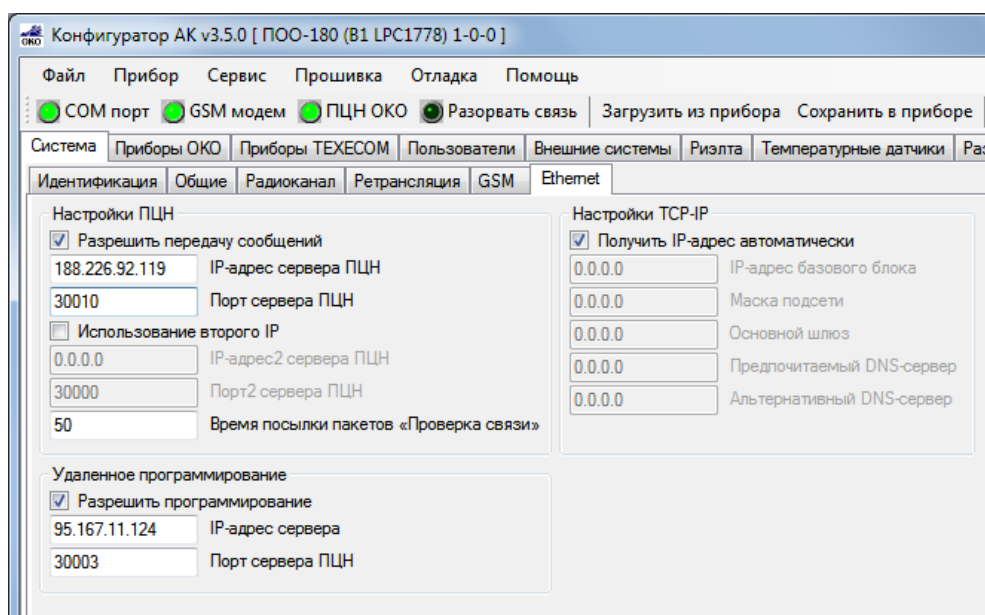 ОКО Конфигуратор АК v3.5.0 [ ПОО-180 (B1 LPC1778) 1-0-0 ]
Файл Прибор Сервис Прошивка Отладка Помощь
COM порт GSM модем ПЦН ОКО Разорвать связь Загрузить из прибора Сохранить в приборе
Система Приборы ОКО Приборы TEXECOM Пользователи Внешние системы Риэлта Температурные датчики Раз
Идентификация Общие Радиоканал Ретрансляция GSM Ethernet
Настройки ПЦН
Разрешить передачу сообщений
188.226.92.119 IP-адрес сервера ПЦН
30010 Порт сервера ПЦН
Использование второго IP
0.0.0.0 IP-адрес2 сервера ПЦН
30000 Порт2 сервера ПЦН
50 Время посылки пакетов «Проверка связи»
Настройки TCP-IP
Получить IP-адрес автоматически
0.0.0.0 IP-адрес базового блока
0.0.0.0 Маска подсети
0.0.0.0 Основной шлюз
0.0.0.0 Предпочитаемый DNS-сервер
0.0.0.0 Альтернативный DNS-сервер
Удаленное программирование
Разрешить программирование
95.167.11.124 IP-адрес сервера
30003 Порт сервера ПЦН